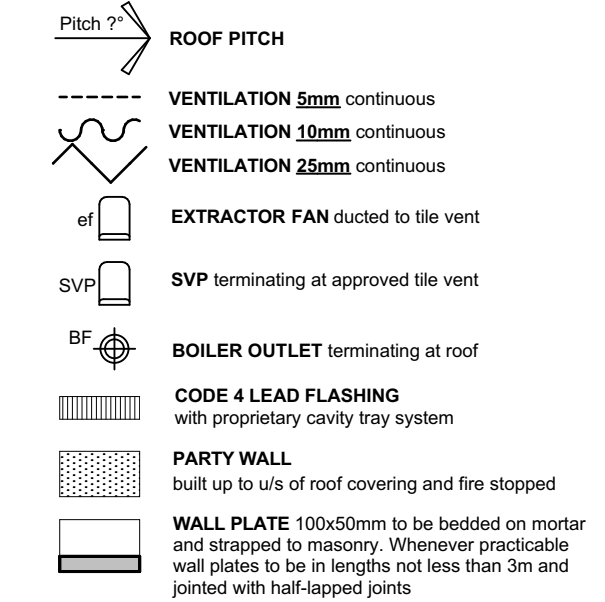 Pitch ?°
ROOF PITCH
VENTILATION 5mm continuous
VENTILATION 10mm continuous
VENTILATION 25mm continuous
ef
EXTRACTOR FAN ducted to tile vent
SVP
SVP terminating at approved tile vent
BF
BOILER OUTLET terminating at roof
CODE 4 LEAD FLASHING
with proprietary cavity tray system
PARTY WALL
built up to u/s of roof covering and fire stopped
WALL PLATE 100x50mm to be bedded on mortar
and strapped to masonry. Whenever practicable
wall plates to be in lengths not less than 3m and
jointed with half-lapped joints